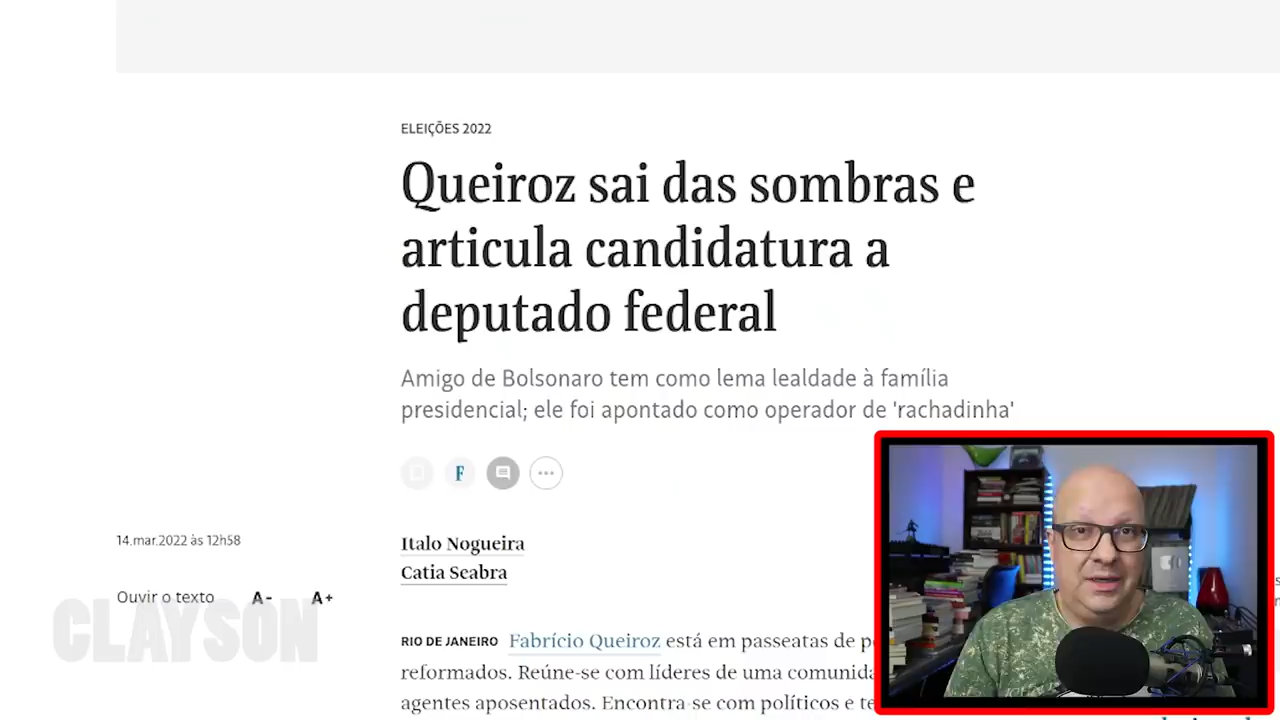 ELEIÇÕES 2022
Queiroz sai das sombras e
articula candidatura a
deputado federal
Amigo de Bolsonaro tem como lema lealdade à família
presidencial; ele foi apontado como operador de 'rachadinha'
F
Italo Nogueira
Catia Seabra
14.mar.2022 às 12h58
Ouvir o texto A- A+
CLAYSON
RIO DE JANEIRO Fabrício Queiroz está em passeatas de
reformados. Reúne-se com líderes de uma
agentes aposentados. Encontra-se com políticos e